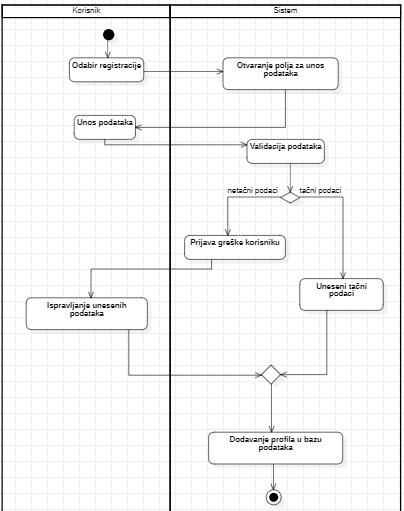 Korisnik
Sistem
Odabir registracije
Otvaranje polja za unos
podataka
Unos podataka
Validacija podataka
netačni podaci
tačni podaci
Prijava greške korisniku
Uneseni tačni
podaci
Ispravljanje unesenih
podataka
Dodavanje profila u bazu
podataka